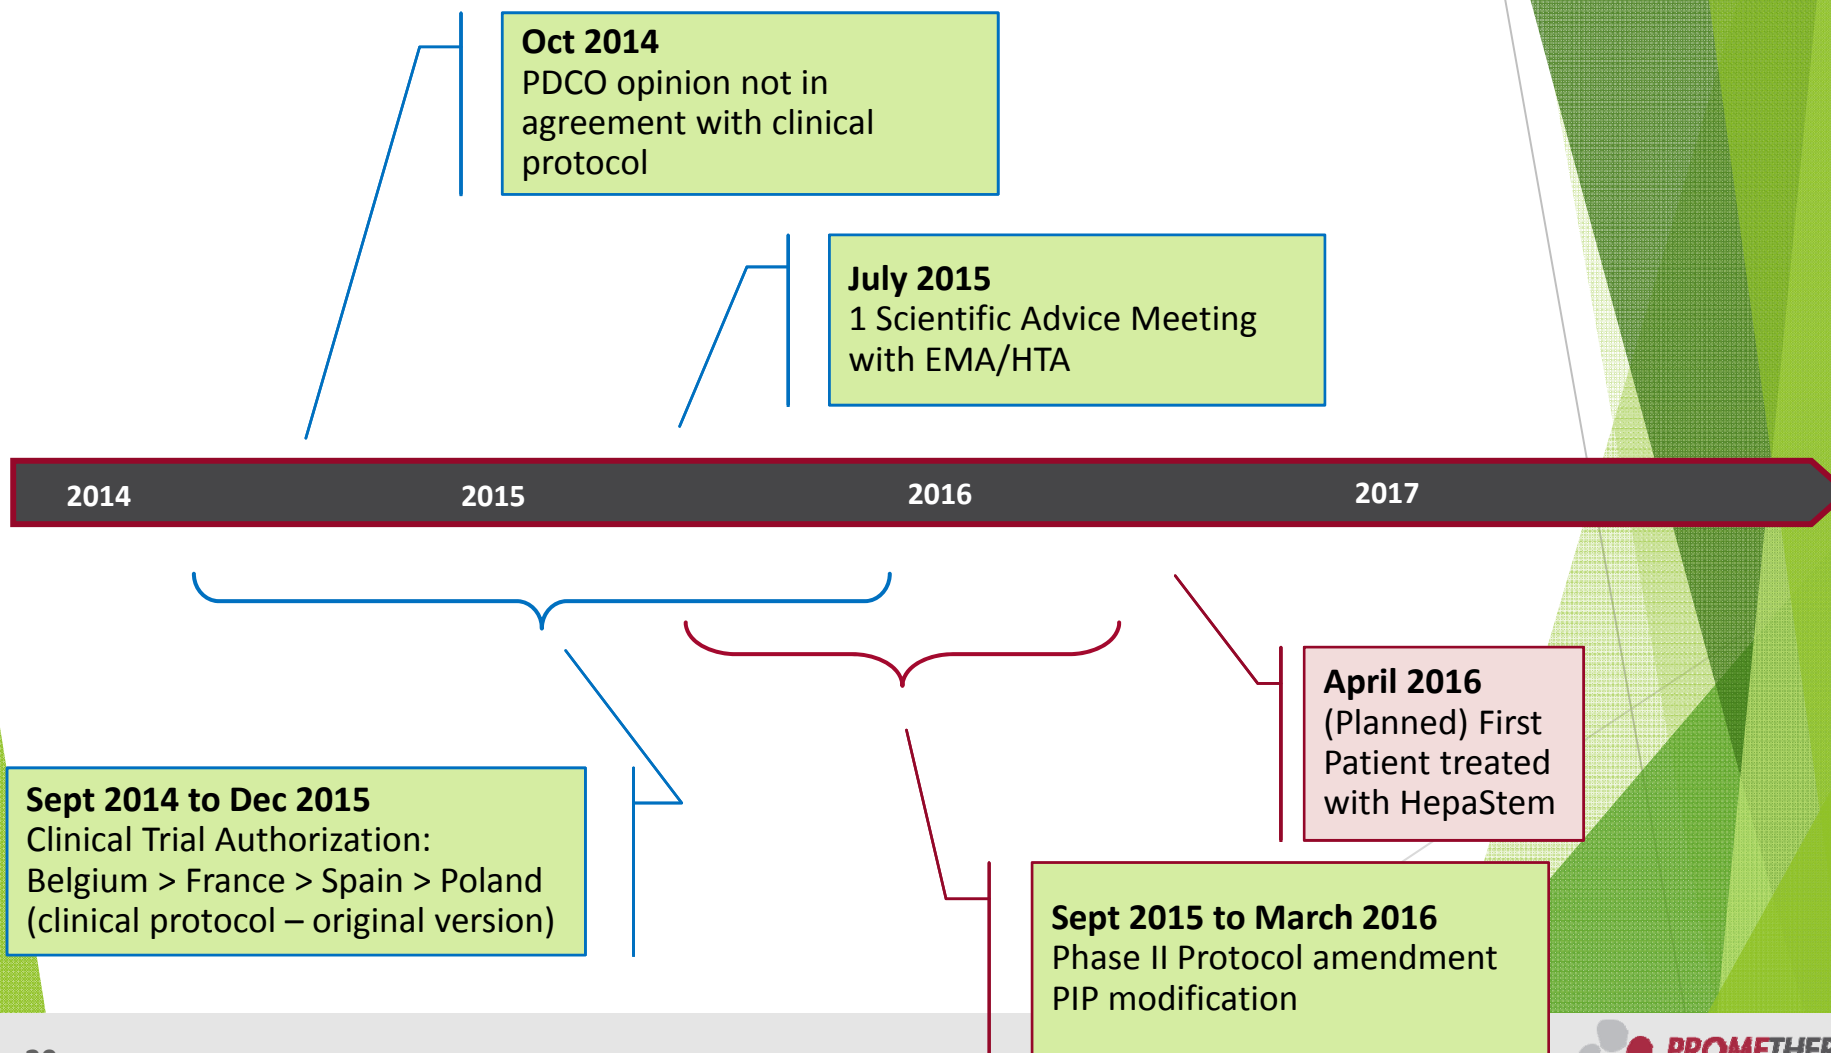 Oct 2014
PDCO opinion not in
agreement with clinical
protocol
July 2015
1 Scientific Advice Meeting
with EMA/HTA
2014
2015
2016
2017
April 2016
(Planned) First
Patient treated
with HepaStem
Sept 2014 to Dec 2015
Clinical Trial Authorization:
Belgium > France > Spain > Poland
(clinical protocol – original version)
Sept 2015 to March 2016
Phase II Protocol amendment
PIP modification